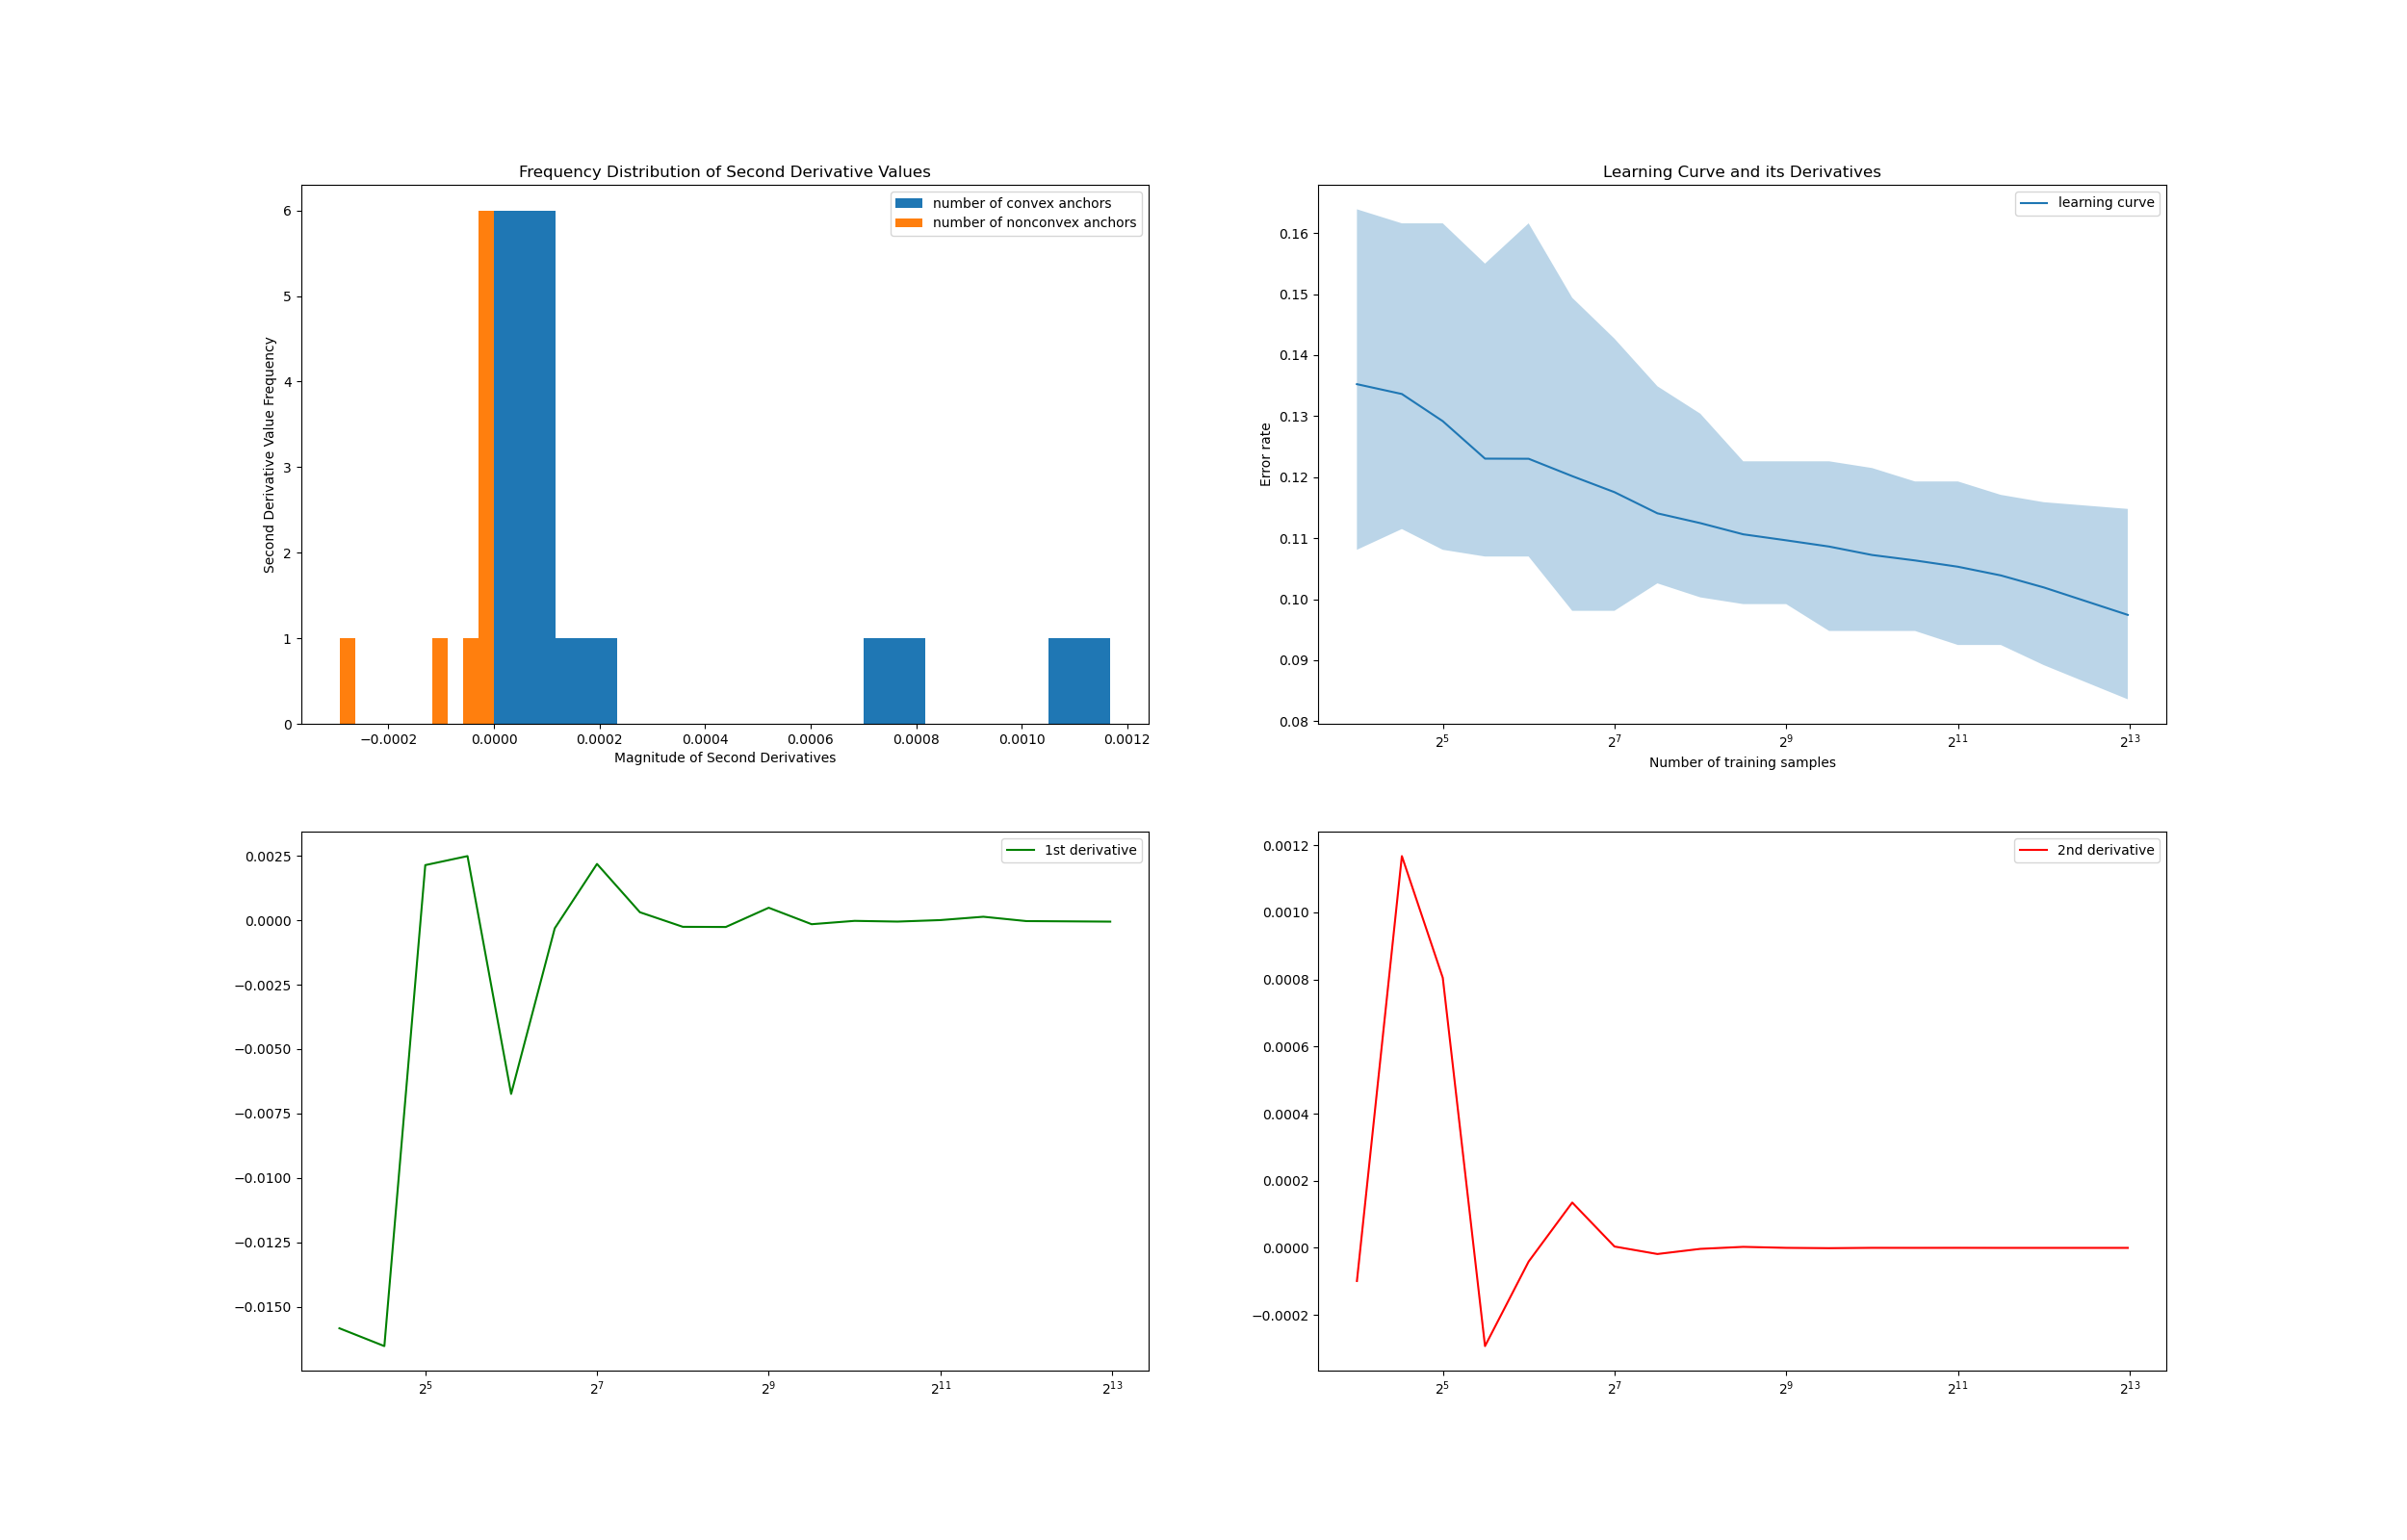 Frequency Distribution of Second Derivative Values
number of convex anchors
number of nonconvex anchors
6
5
4
3
2
1
0
Second Derivative Value Frequency
−0.0002 0.0000 0.0002 0.0004 0.0006 0.0008 0.0010 0.0012
Magnitude of Second Derivatives
Learning Curve and its Derivatives
learning curve
0.16
0.15
0.14
0.13
0.12
0.11
0.10
0.09
0.08
Error rate
2^5 2^7 2^9 2^11 2^13
Number of training samples
1st derivative
0.0025
0.0000
−0.0025
−0.0050
−0.0075
−0.0100
−0.0125
−0.0150
2^5 2^7 2^9 2^11 2^13
2nd derivative
0.0012
0.0010
0.0008
0.0006
0.0004
0.0002
0.0000
−0.0002
2^5 2^7 2^9 2^11 2^13